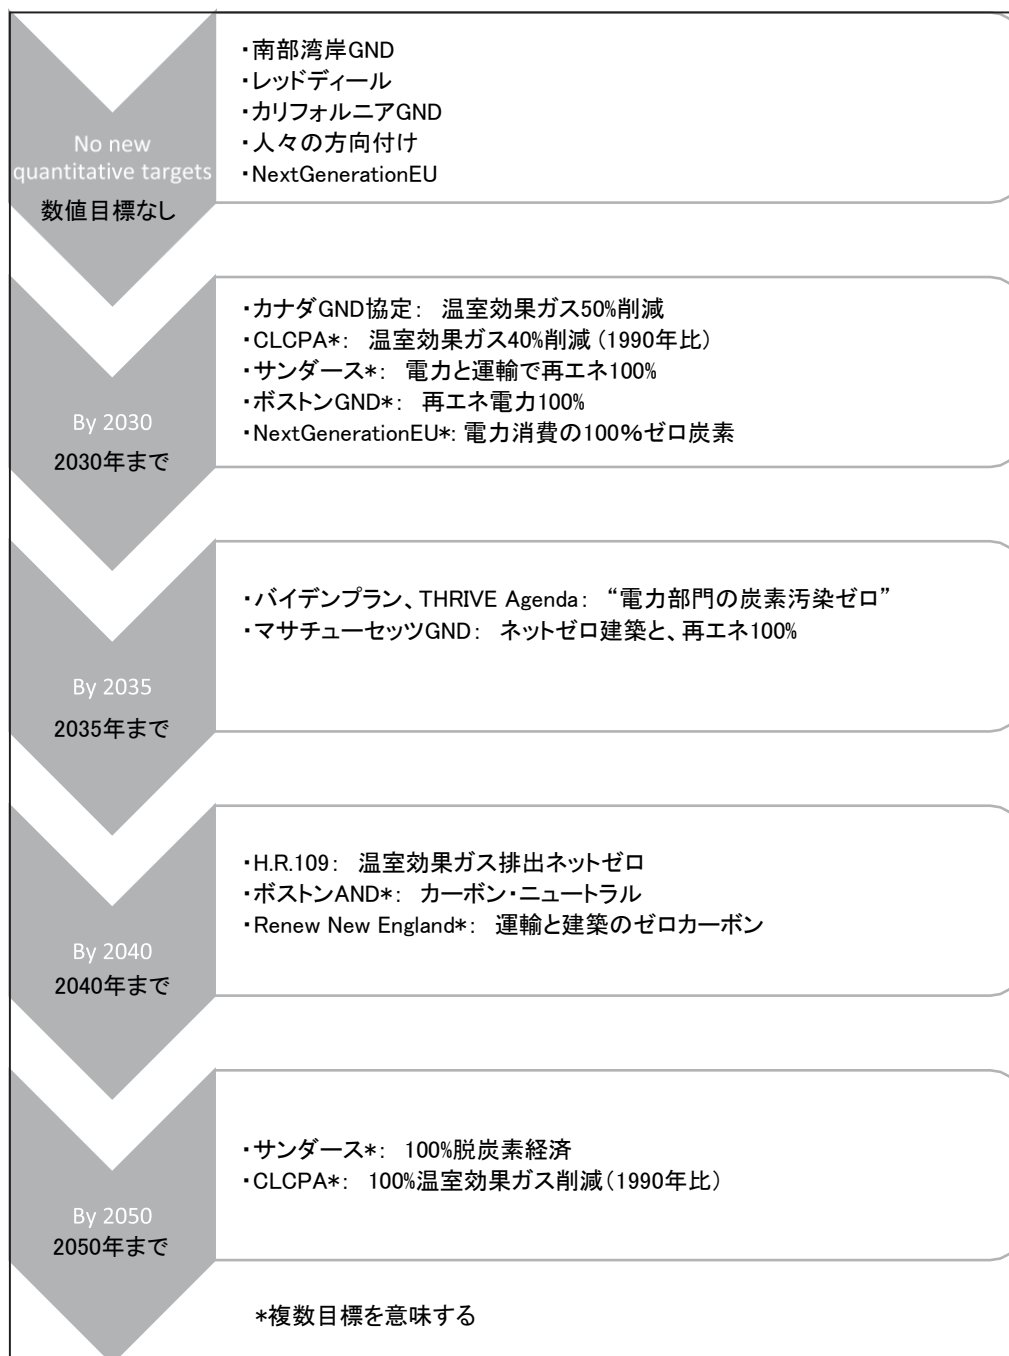 ・南部湾岸GND
・レッドディール
・カリフォルニアGND
・人々の方向付け
・NextGenerationEU
No new
quantitative targets
数値目標なし
・カナダGND協定： 温室効果ガス50%削減
・CLCPA*： 温室効果ガス40%削減（1990年比）
・サンダース*： 電力と運輸で再エネ100%
・ボストンGND*： 再エネ電力100%
・NextGenerationEU*: 電力消費の100％ゼロ炭素
By 2030
2030年まで
・バイデンプラン、THRIVE Agenda： “電力部門の炭素汚染ゼロ”
・マサチューセッツGND： ネットゼロ建築と、再エネ100%
By 2035
2035年まで
・H.R.109： 温室効果ガス排出ネットゼロ
・ボストンAND*： カーボン・ニュートラル
・Renew New England*： 運輸と建築のゼロカーボン
By 2040
2040年まで
・サンダース*： 100%脱炭素経済
・CLCPA*： 100%温室効果ガス削減（1990年比）
By 2050
2050年まで
*複数目標を意味する